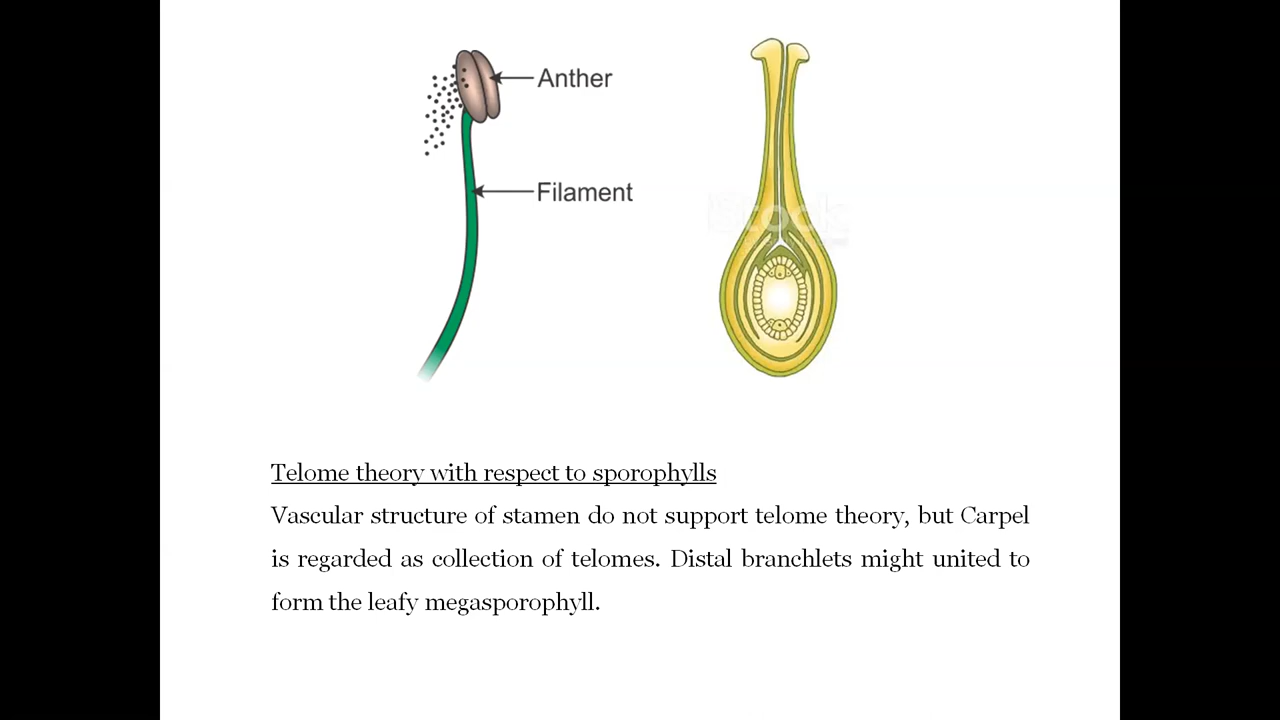 Anther
Filament
Stock
Telome theory with respect to sporophylls
Vascular structure of stamen do not support telome theory, but Carpel
is regarded as collection of telomes. Distal branchlets might united to
form the leafy megasporophyll.